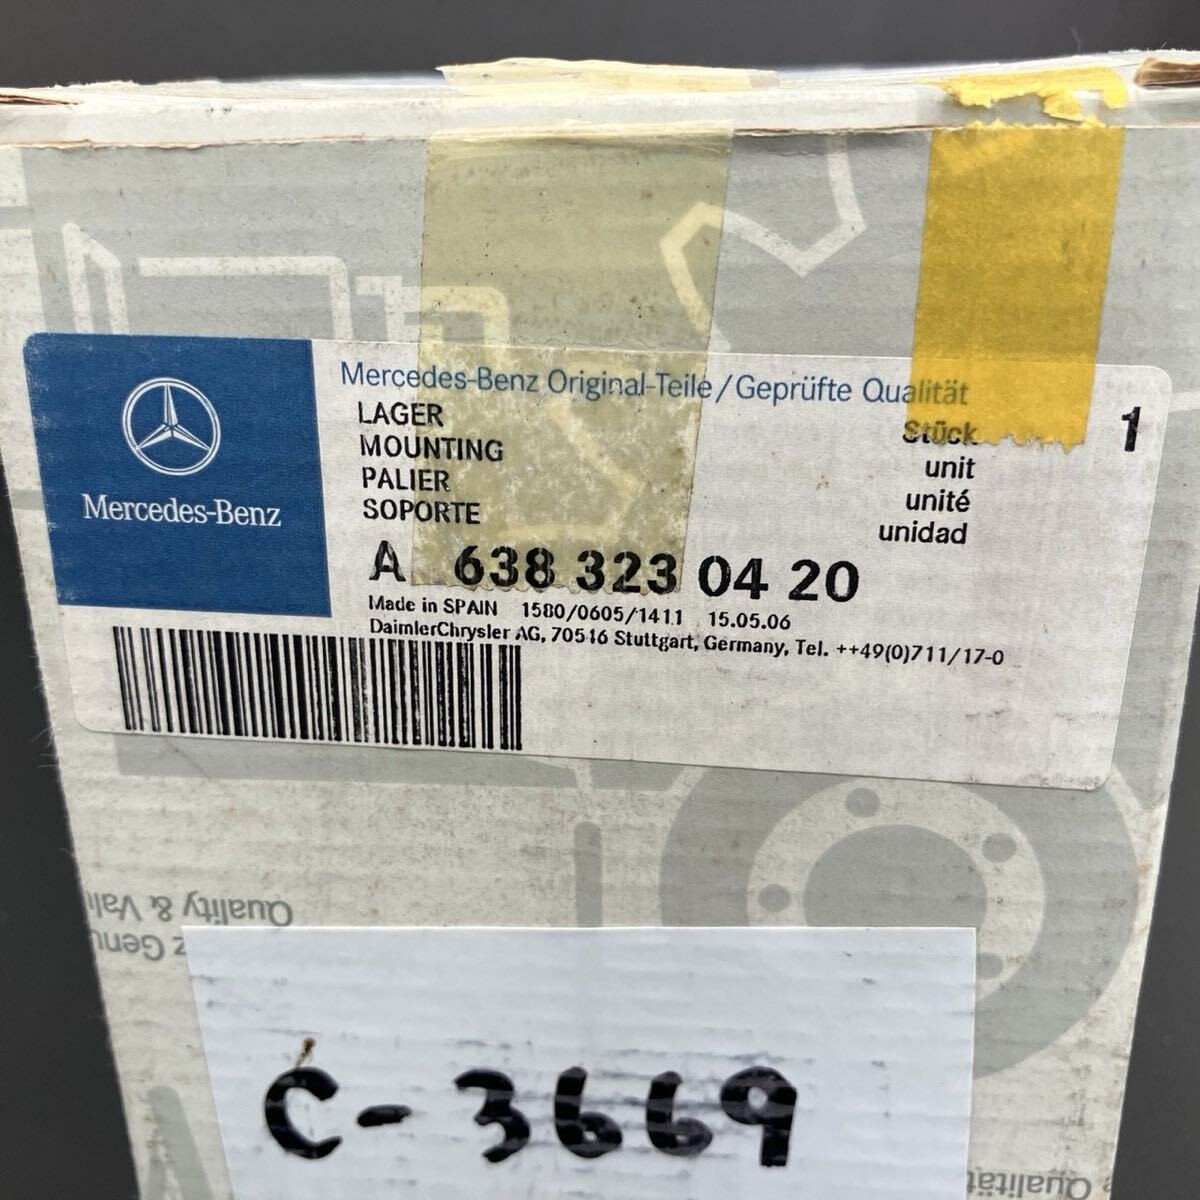 Mercedes-Benz
Mercedes-Benz Original-Teile/Geprüfte Qualität
LAGER
MOUNTING
PALIER
SOPORTE
Stück 1
unit
unité
unidad
A 638 323 04 20
Made in SPAIN 1580/0605/1411 15.05.06
DaimlerChrysler AG, 70546 Stuttgart, Germany, Tel. ++49(0)711/17-0
Quality &
C-3669
Qualität